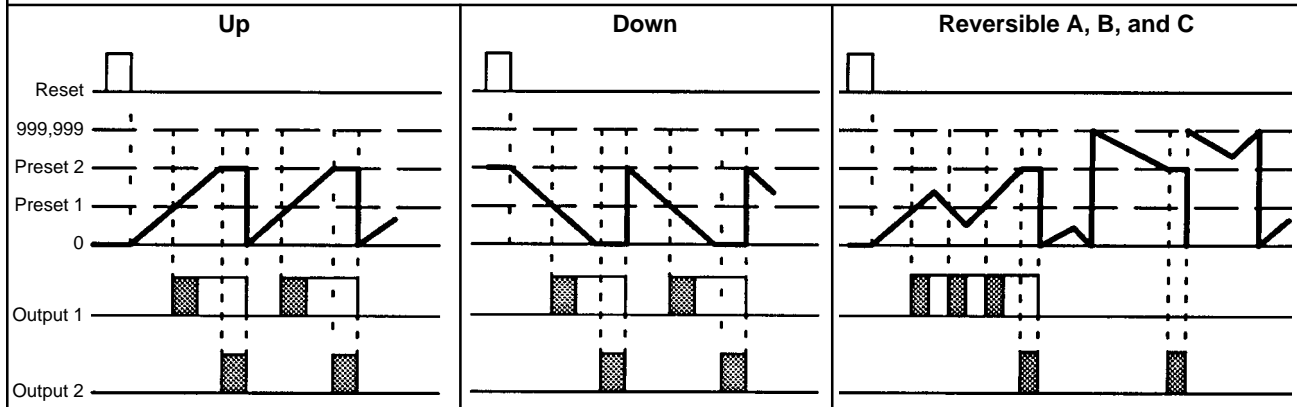 Up
Down
Reversible A, B, and C
Reset
999,999
Preset 2
Preset 1
0
Output 1
Output 2